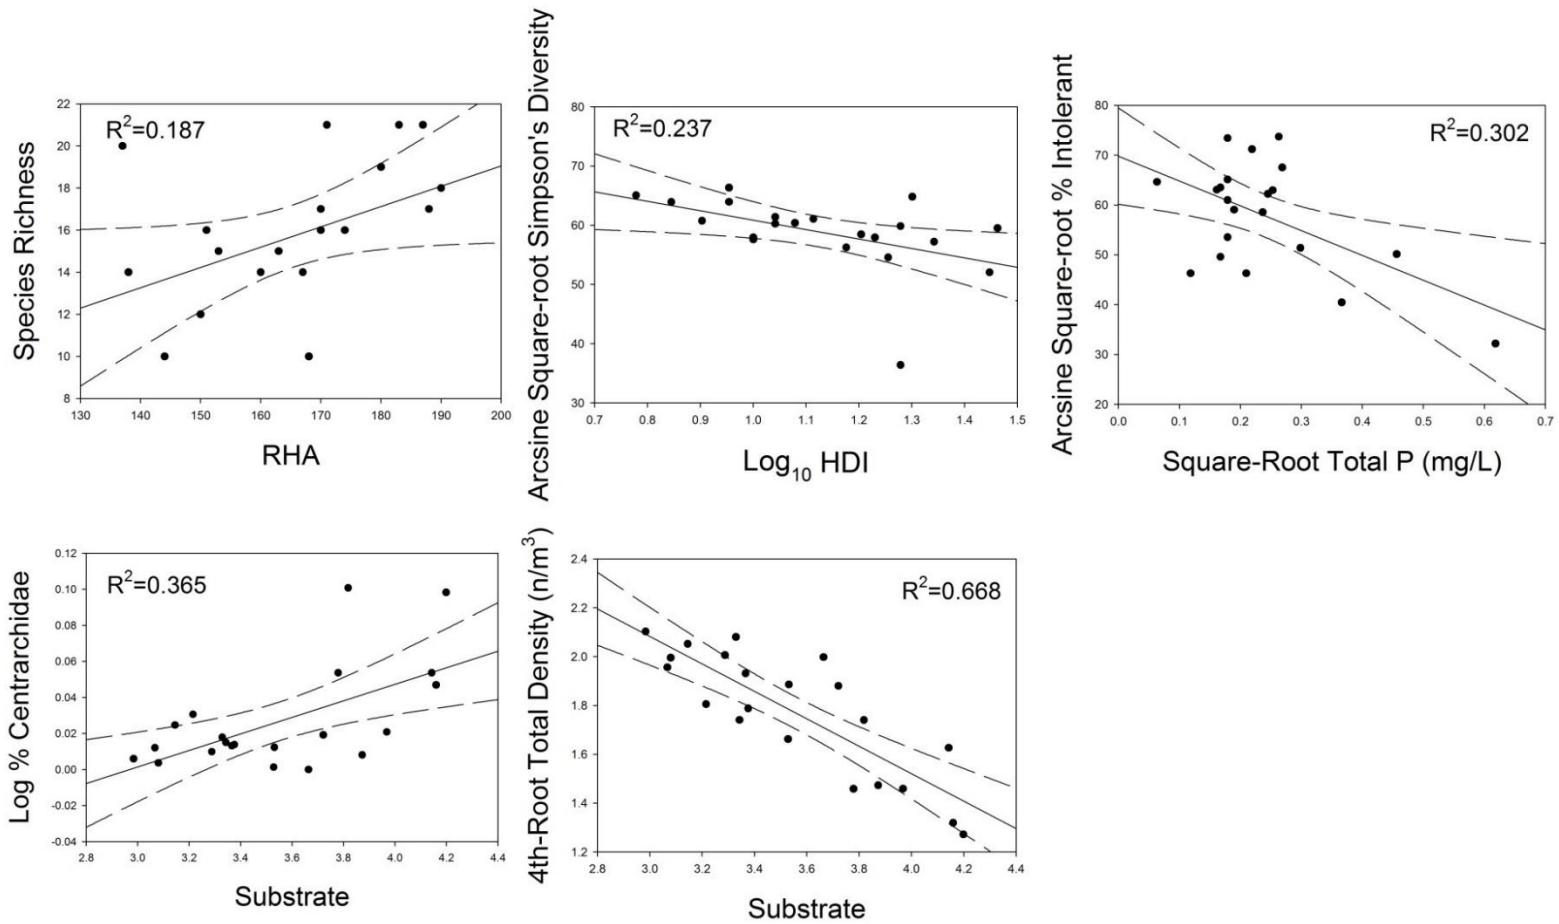 Species Richness
22
20
18
16
14
12
10
8
R²=0.187
130 140 150 160 170 180 190 200
RHA
Arcsine Square-root Simpson's Diversity
80
70
60
50
40
30
R²=0.237
0.7 0.8 0.9 1.0 1.1 1.2 1.3 1.4 1.5
Log₁₀ HDI
Arcsine Square-root % Intolerant
80
70
60
50
40
30
20
R²=0.302
0.0 0.1 0.2 0.3 0.4 0.5 0.6 0.7
Square-Root Total P (mg/L)
Log % Centrarchidae
0.12
0.10
0.08
0.06
0.04
0.02
0.00
-0.02
-0.04
R²=0.365
2.8 3.0 3.2 3.4 3.6 3.8 4.0 4.2 4.4
Substrate
4th-Root Total Density (n/m³)
2.4
2.2
2.0
1.8
1.6
1.4
1.2
R²=0.668
2.8 3.0 3.2 3.4 3.6 3.8 4.0 4.2 4.4
Substrate